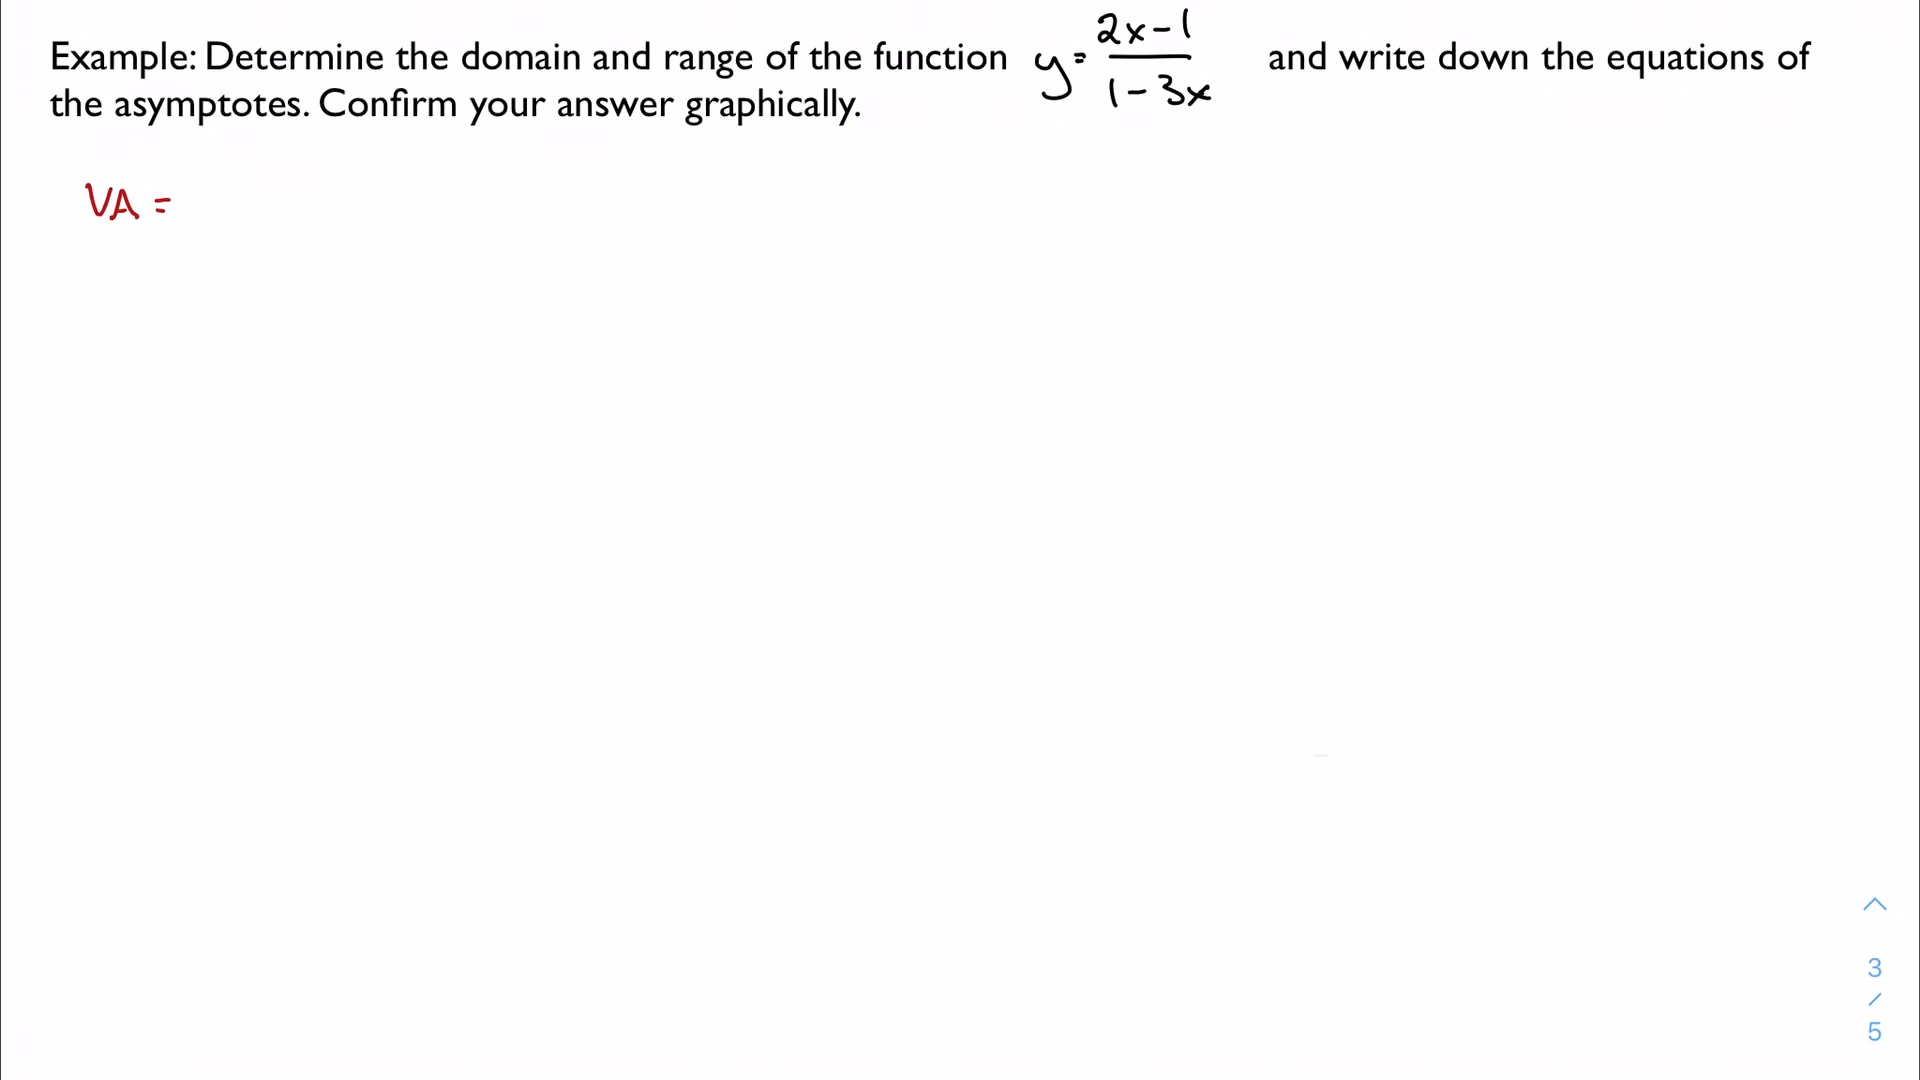 Example: Determine the domain and range of the function y = \frac{2x-1}{1-3x} and write down the equations of
the asymptotes. Confirm your answer graphically.
VA =
3
/
5